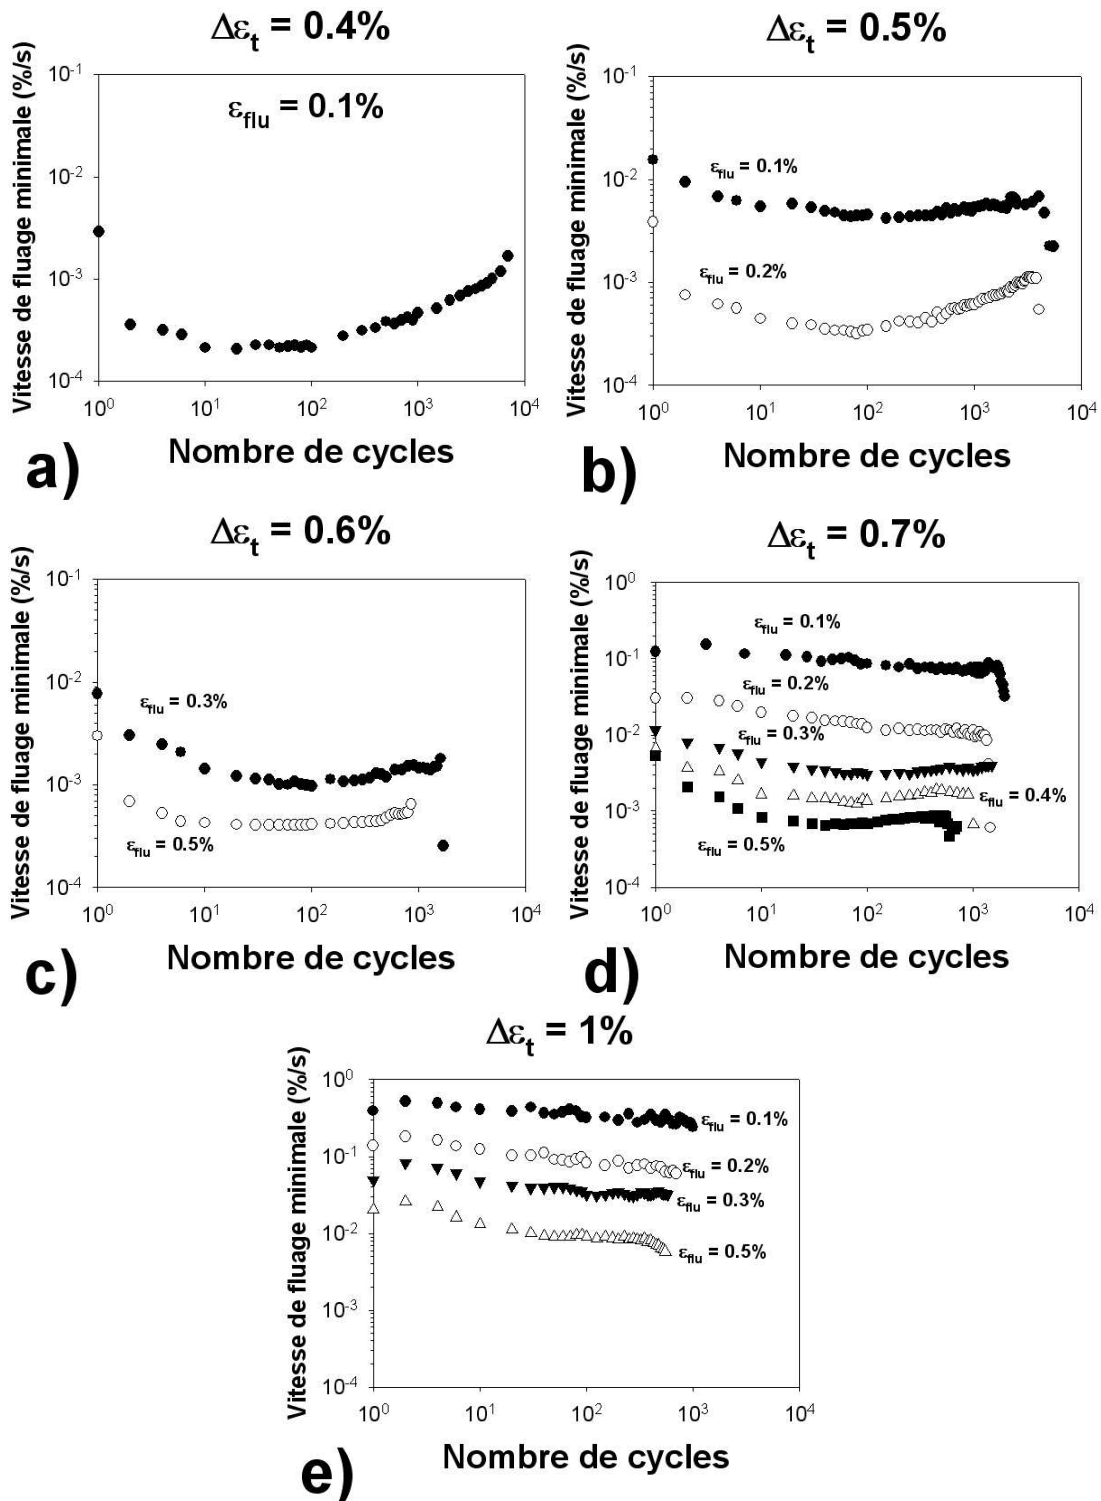 Δεt = 0.4%
Vitesse de fluage minimale (%/s)
10-1
10-2
10-3
10-4
εflu = 0.1%
100 101 102 103 104
Nombre de cycles
a)
Δεt = 0.5%
Vitesse de fluage minimale (%/s)
10-1
10-2
10-3
10-4
εflu = 0.1%
εflu = 0.2%
100 101 102 103 104
Nombre de cycles
b)
Δεt = 0.6%
Vitesse de fluage minimale (%/s)
10-1
10-2
10-3
10-4
εflu = 0.3%
εflu = 0.5%
100 101 102 103 104
Nombre de cycles
c)
Δεt = 0.7%
Vitesse de fluage minimale (%/s)
100
10-1
10-2
10-3
10-4
εflu = 0.1%
εflu = 0.2%
εflu = 0.3%
εflu = 0.4%
εflu = 0.5%
100 101 102 103 104
Nombre de cycles
d)
Δεt = 1%
Vitesse de fluage minimale (%/s)
100
10-1
10-2
10-3
10-4
εflu = 0.1%
εflu = 0.2%
εflu = 0.3%
εflu = 0.5%
100 101 102 103 104
Nombre de cycles
e)